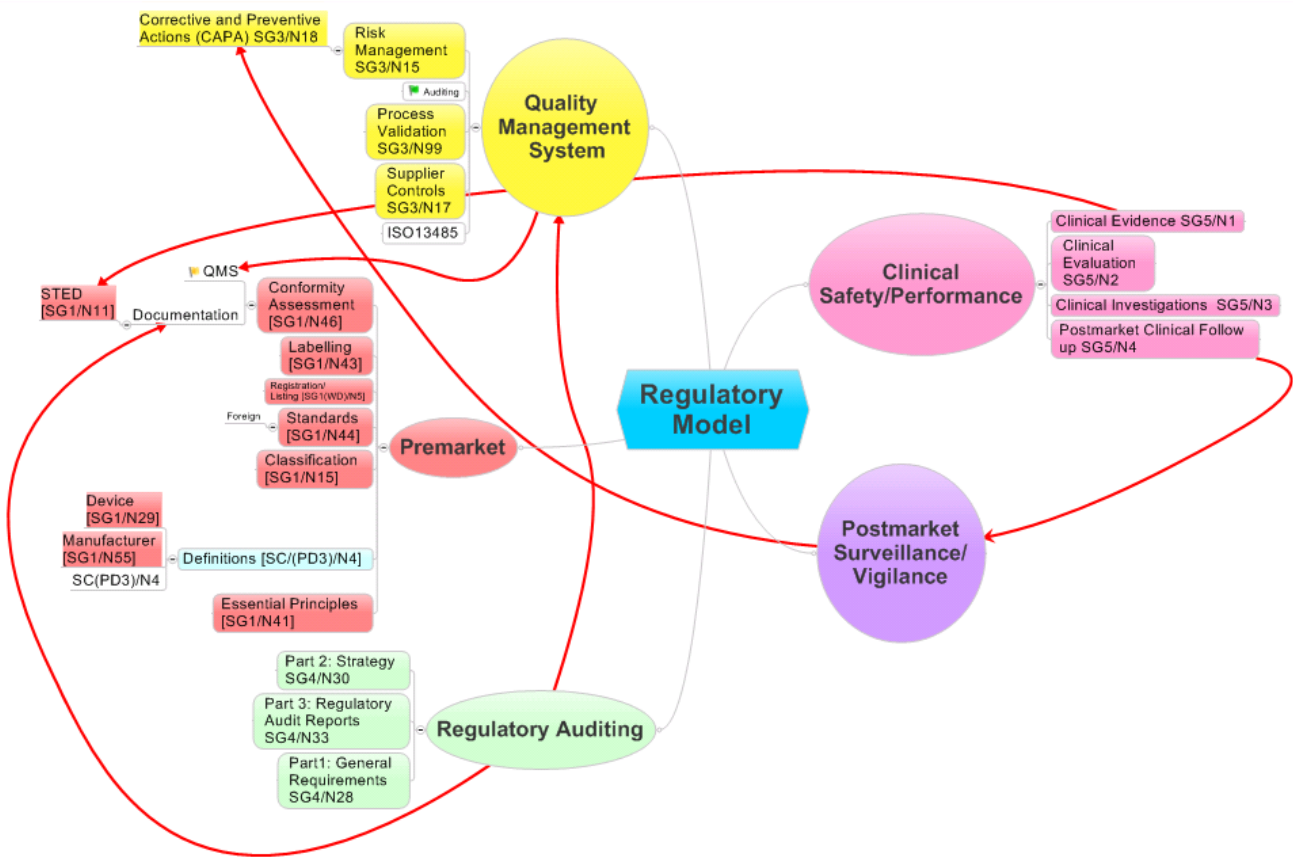 Corrective and Preventive
Actions (CAPA) SG3/N18
Risk
Management
SG3/N15
Auditing
Process
Validation
SG3/N99
Supplier
Controls
SG3/N17
ISO13485
Quality
Management
System
Clinical Evidence SG5/N1
Clinical
Evaluation
SG5/N2
Clinical Investigations SG5/N3
Postmarket Clinical Follow
up SG5/N4
Clinical
Safety/Performance
QMS
STED
[SG1/N11]
Documentation
Conformity
Assessment
[SG1/N46]
Labelling
[SG1/N43]
Registration/
Listing [SG1(WD)/N5]
Foreign
Standards
[SG1/N44]
Classification
[SG1/N15]
Premarket
Regulatory
Model
Device
[SG1/N29]
Manufacturer
[SG1/N55]
SC(PD3)/N4
Definitions [SC/(PD3)/N4]
Essential Principles
[SG1/N41]
Postmarket
Surveillance/
Vigilance
Part 2: Strategy
SG4/N30
Part 3: Regulatory
Audit Reports
SG4/N33
Part1: General
Requirements
SG4/N28
Regulatory Auditing